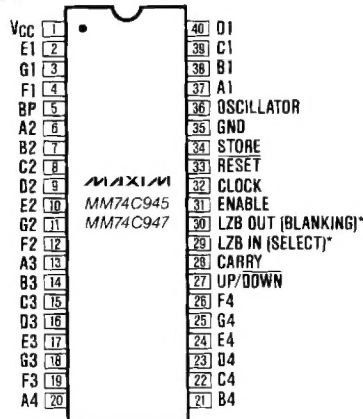 VCC 1
E1 2
G1 3
F1 4
BP 5
A2 6
B2 7
C2 8
D2 9
E2 10
G2 11
F2 12
A3 13
B3 14
C3 15
D3 16
E3 17
G3 18
F3 19
A4 20
MAXIM
MM74C945
MM74C947
40 D1
39 C1
38 B1
37 A1
36 OSCILLATOR
35 GND
34 STORE
33 RESET
32 CLOCK
31 ENABLE
30 LZB OUT (BLANKING)*
29 LZB IN (SELECT)*
28 CARRY
27 UP/DOWN
26 F4
25 G4
24 E4
23 D4
22 C4
21 B4